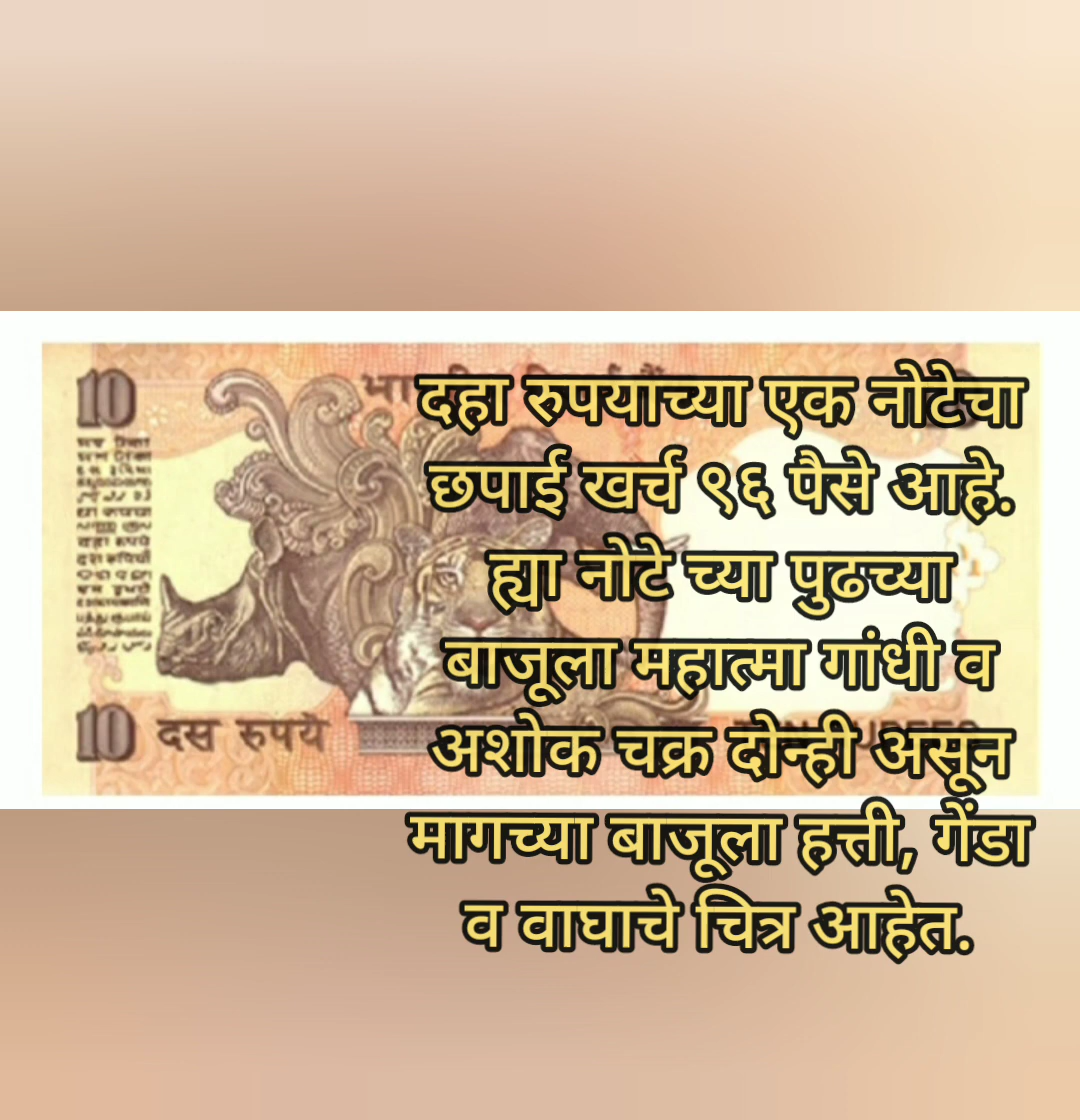 दहा रुपयाच्या एक नोटेचा
छपाई खर्च ९६ पैसे आहे.
ह्या नोटे च्या पुढच्या
बाजूला महात्मा गांधी व
अशोक चक्र दोन्ही असून
मागच्या बाजूला हत्ती, गेंडा
व वाघाचे चित्र आहेत.
10
10 दस रुपये